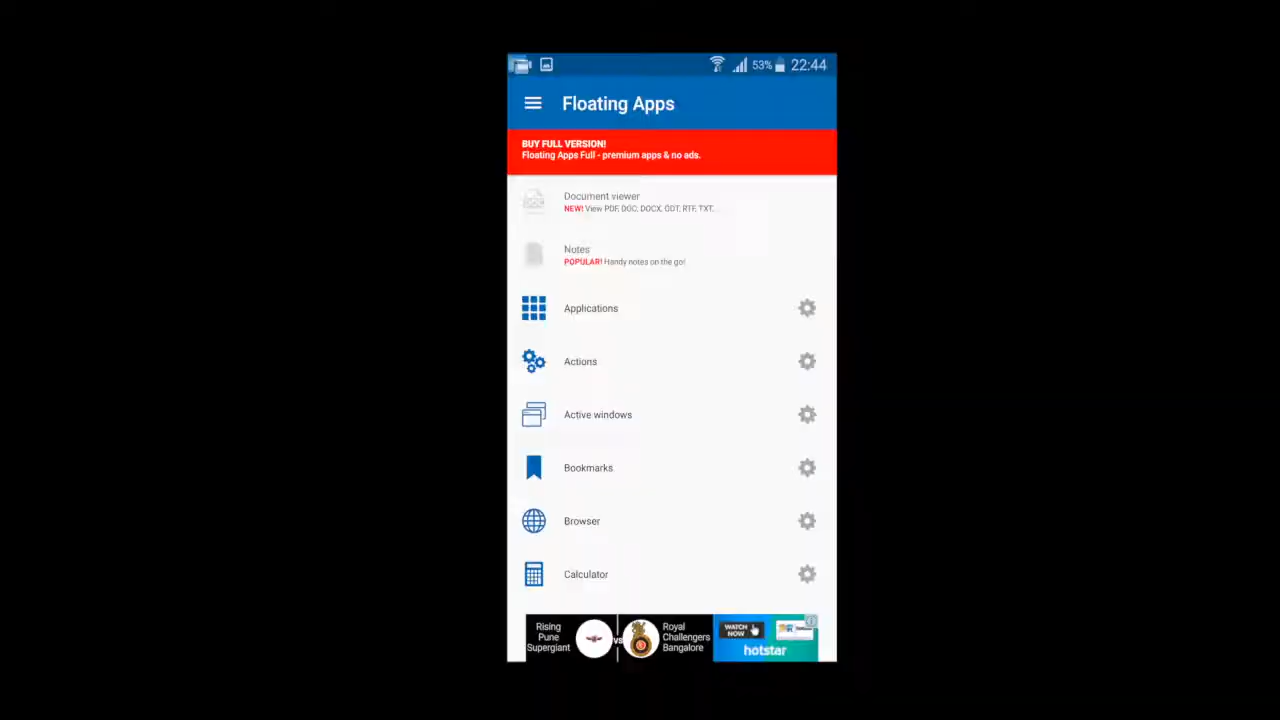 53% 22:44
Floating Apps
BUY FULL VERSION!
Floating Apps Full - premium apps & no ads.
Document viewer
NEW! View PDF, DOC, DOCX, ODT, RTF, TXT, ...
Notes
POPULAR! Handy notes on the go!
Applications
Actions
Active windows
Bookmarks
Browser
Calculator
Rising
Pune
Supergiant
vs
Royal
Challengers
Bangalore
WATCH
NOW
hotstar